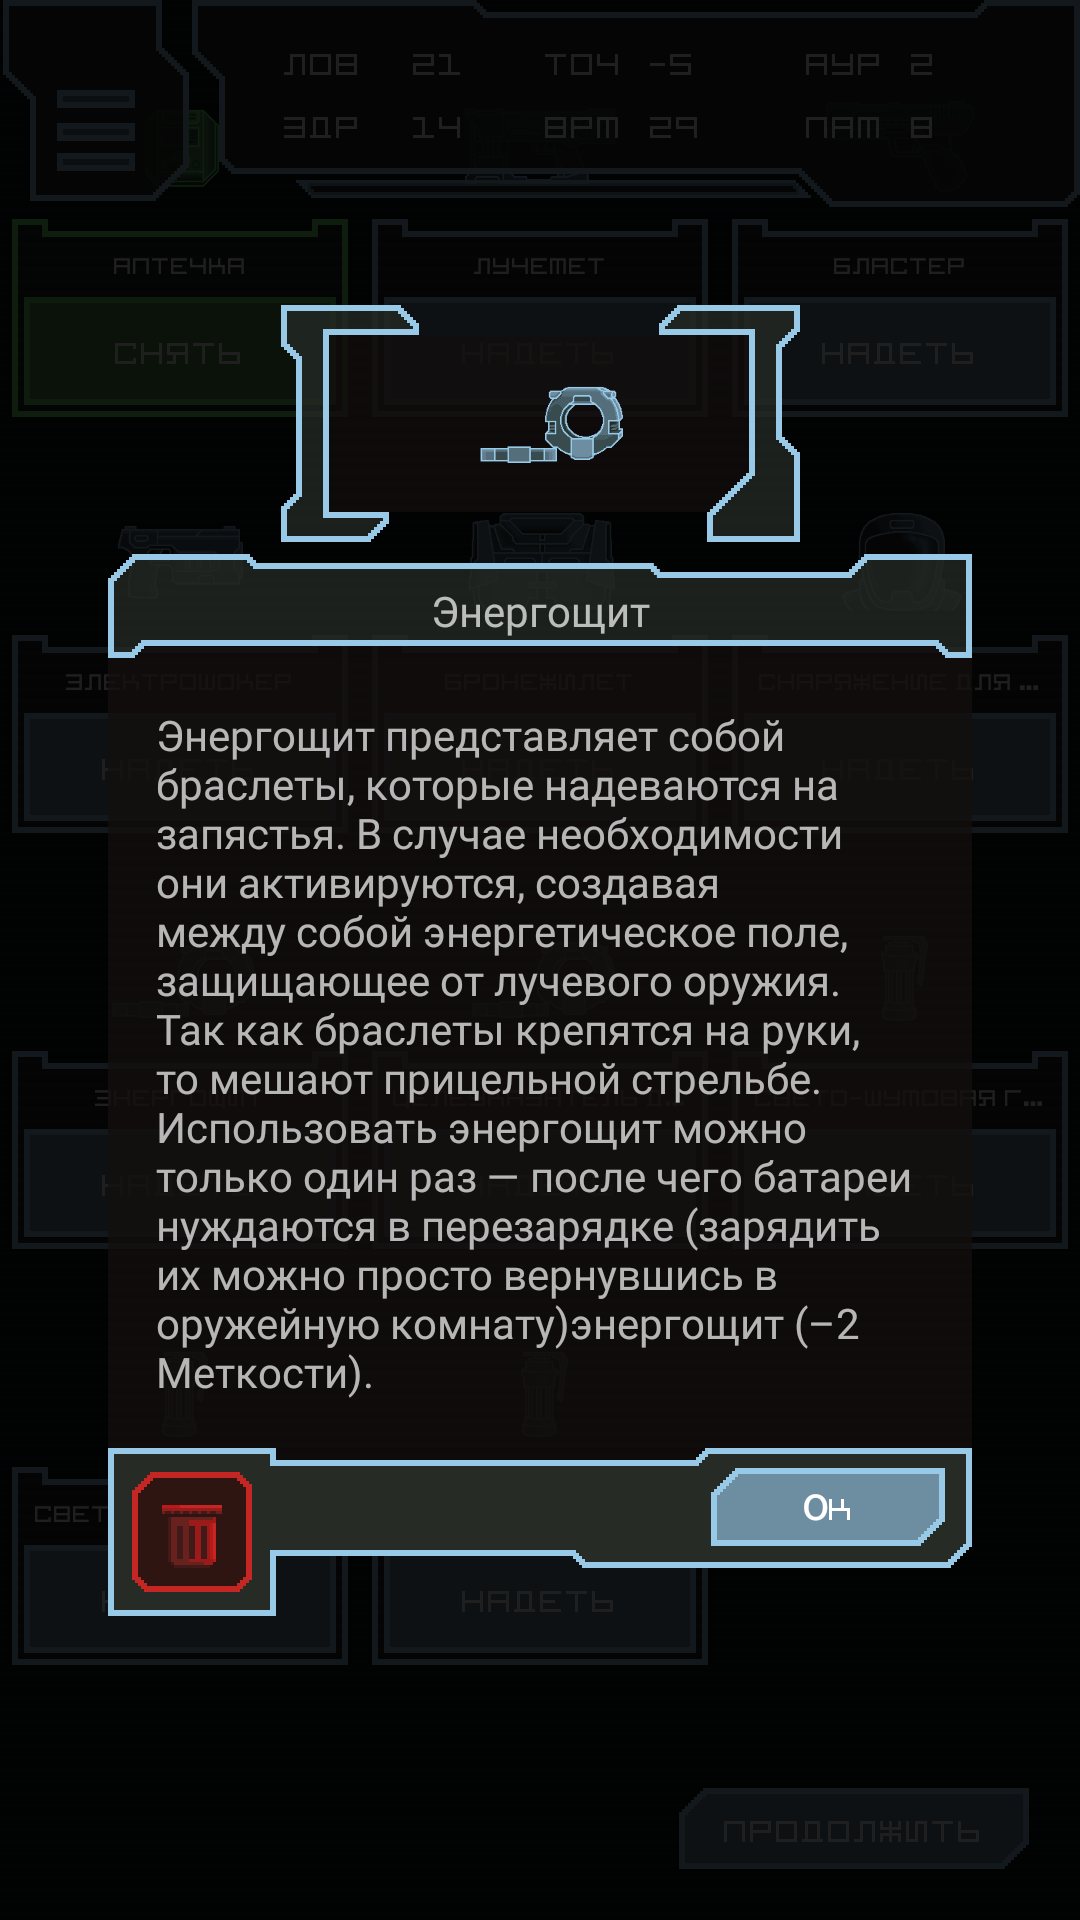 ЛОВ 21 ТОЧ -5 АУР 2
ЗДР 14 ВРМ 29 ПАМ 8
АПТЕЧКА ЛУЧЕМЕТ БЛАСТЕР
СНЯТЬ НАДЕТЬ НАДЕТЬ
Энергощит
ЭЛЕКТРОШОКЕР БРОНЕЖИЛЕТ СНАРЯЖЕНИЕ ДЛЯ ...
НАДЕТЬ НАДЕТЬ
Энергощит представляет собой
браслеты, которые надеваются на
запястья. В случае необходимости
они активируются, создавая
между собой энергетическое поле,
защищающее от лучевого оружия.
Так как браслеты крепятся на руки,
то мешают прицельной стрельбе.
Использовать энергощит можно
только один раз — после чего батареи
нуждаются в перезарядке (зарядить
их можно просто вернувшись в
оружейную комнату)энергощит (–2
Меткости).
ЭНЕРГОЩИТ СВЕТО-ШУМОВАЯ Г...
Ок
СВЕТ
НАДЕТЬ
ПРОДОЛЖИТЬ